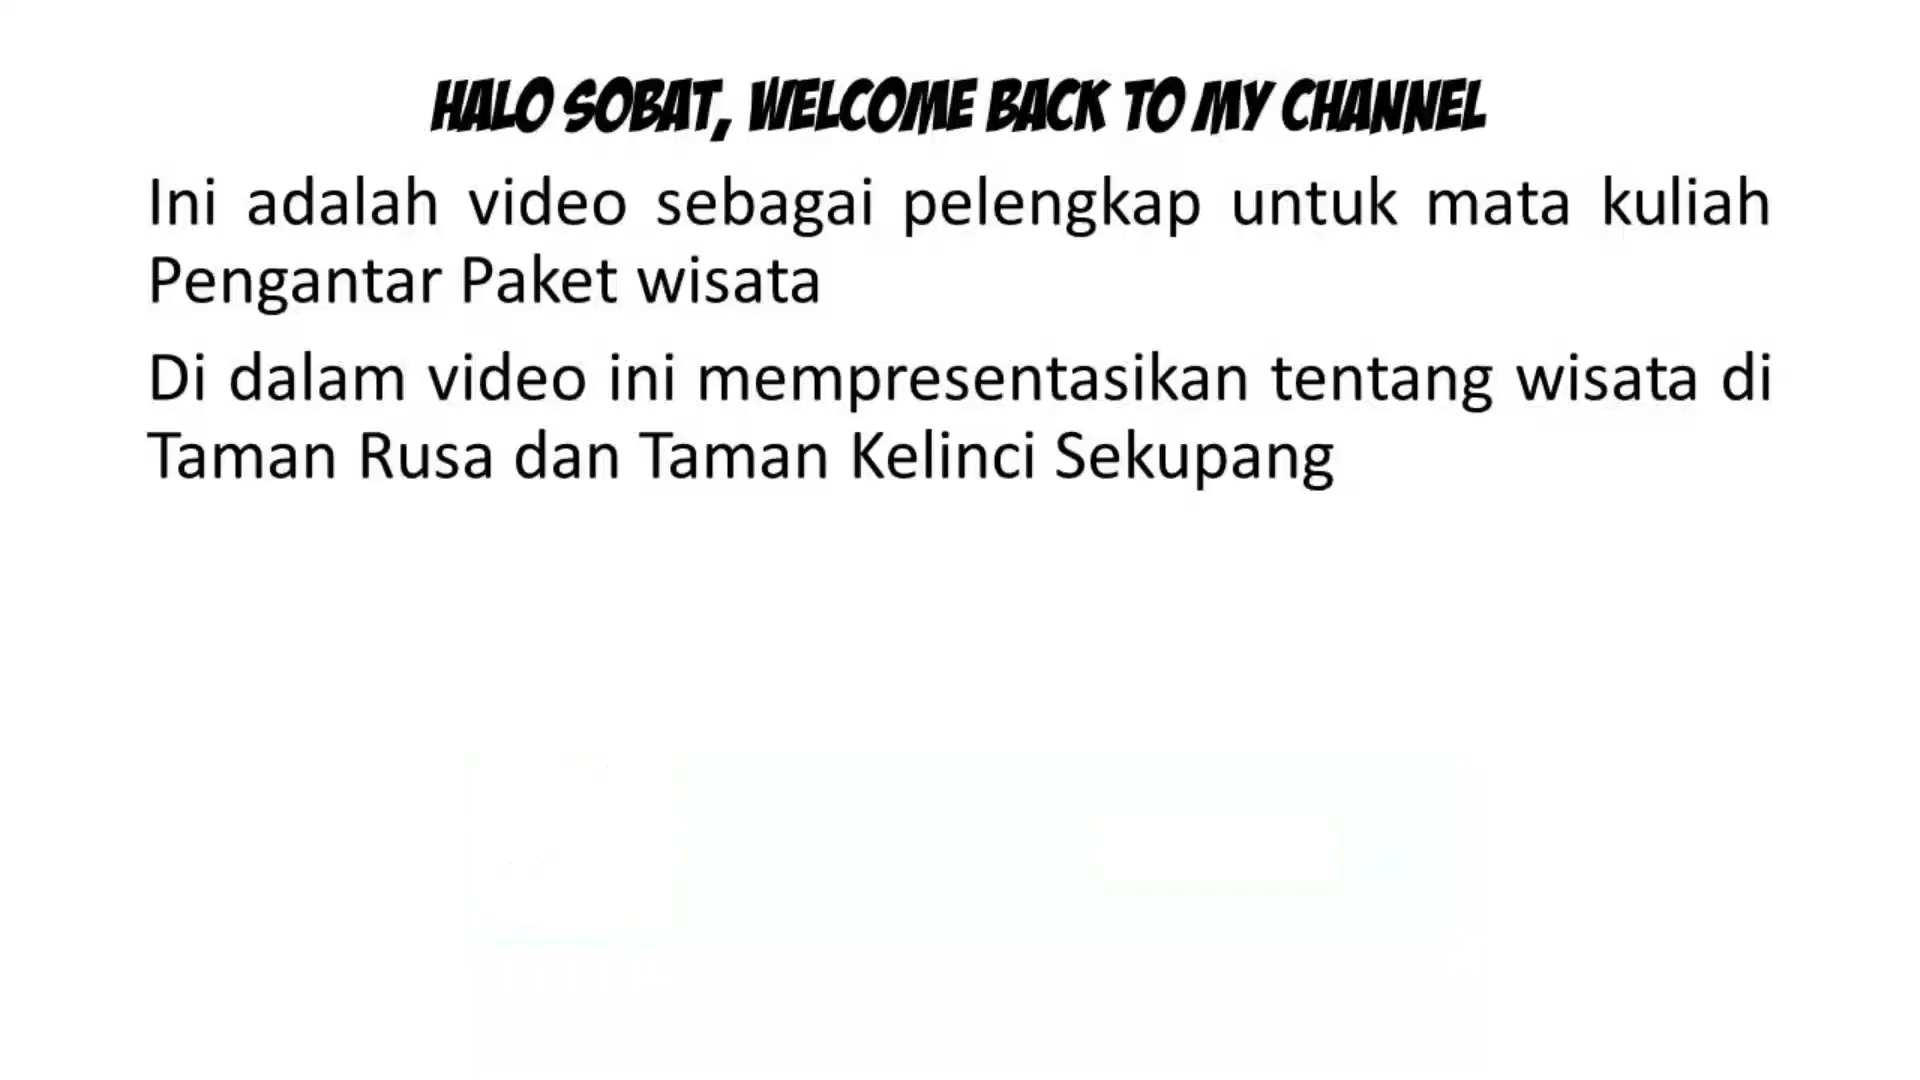 HALO SOBAT, WELCOME BACK TO MY CHANNEL
Ini adalah video sebagai pelengkap untuk mata kuliah
Pengantar Paket wisata
Di dalam video ini mempresentasikan tentang wisata di
Taman Rusa dan Taman Kelinci Sekupang